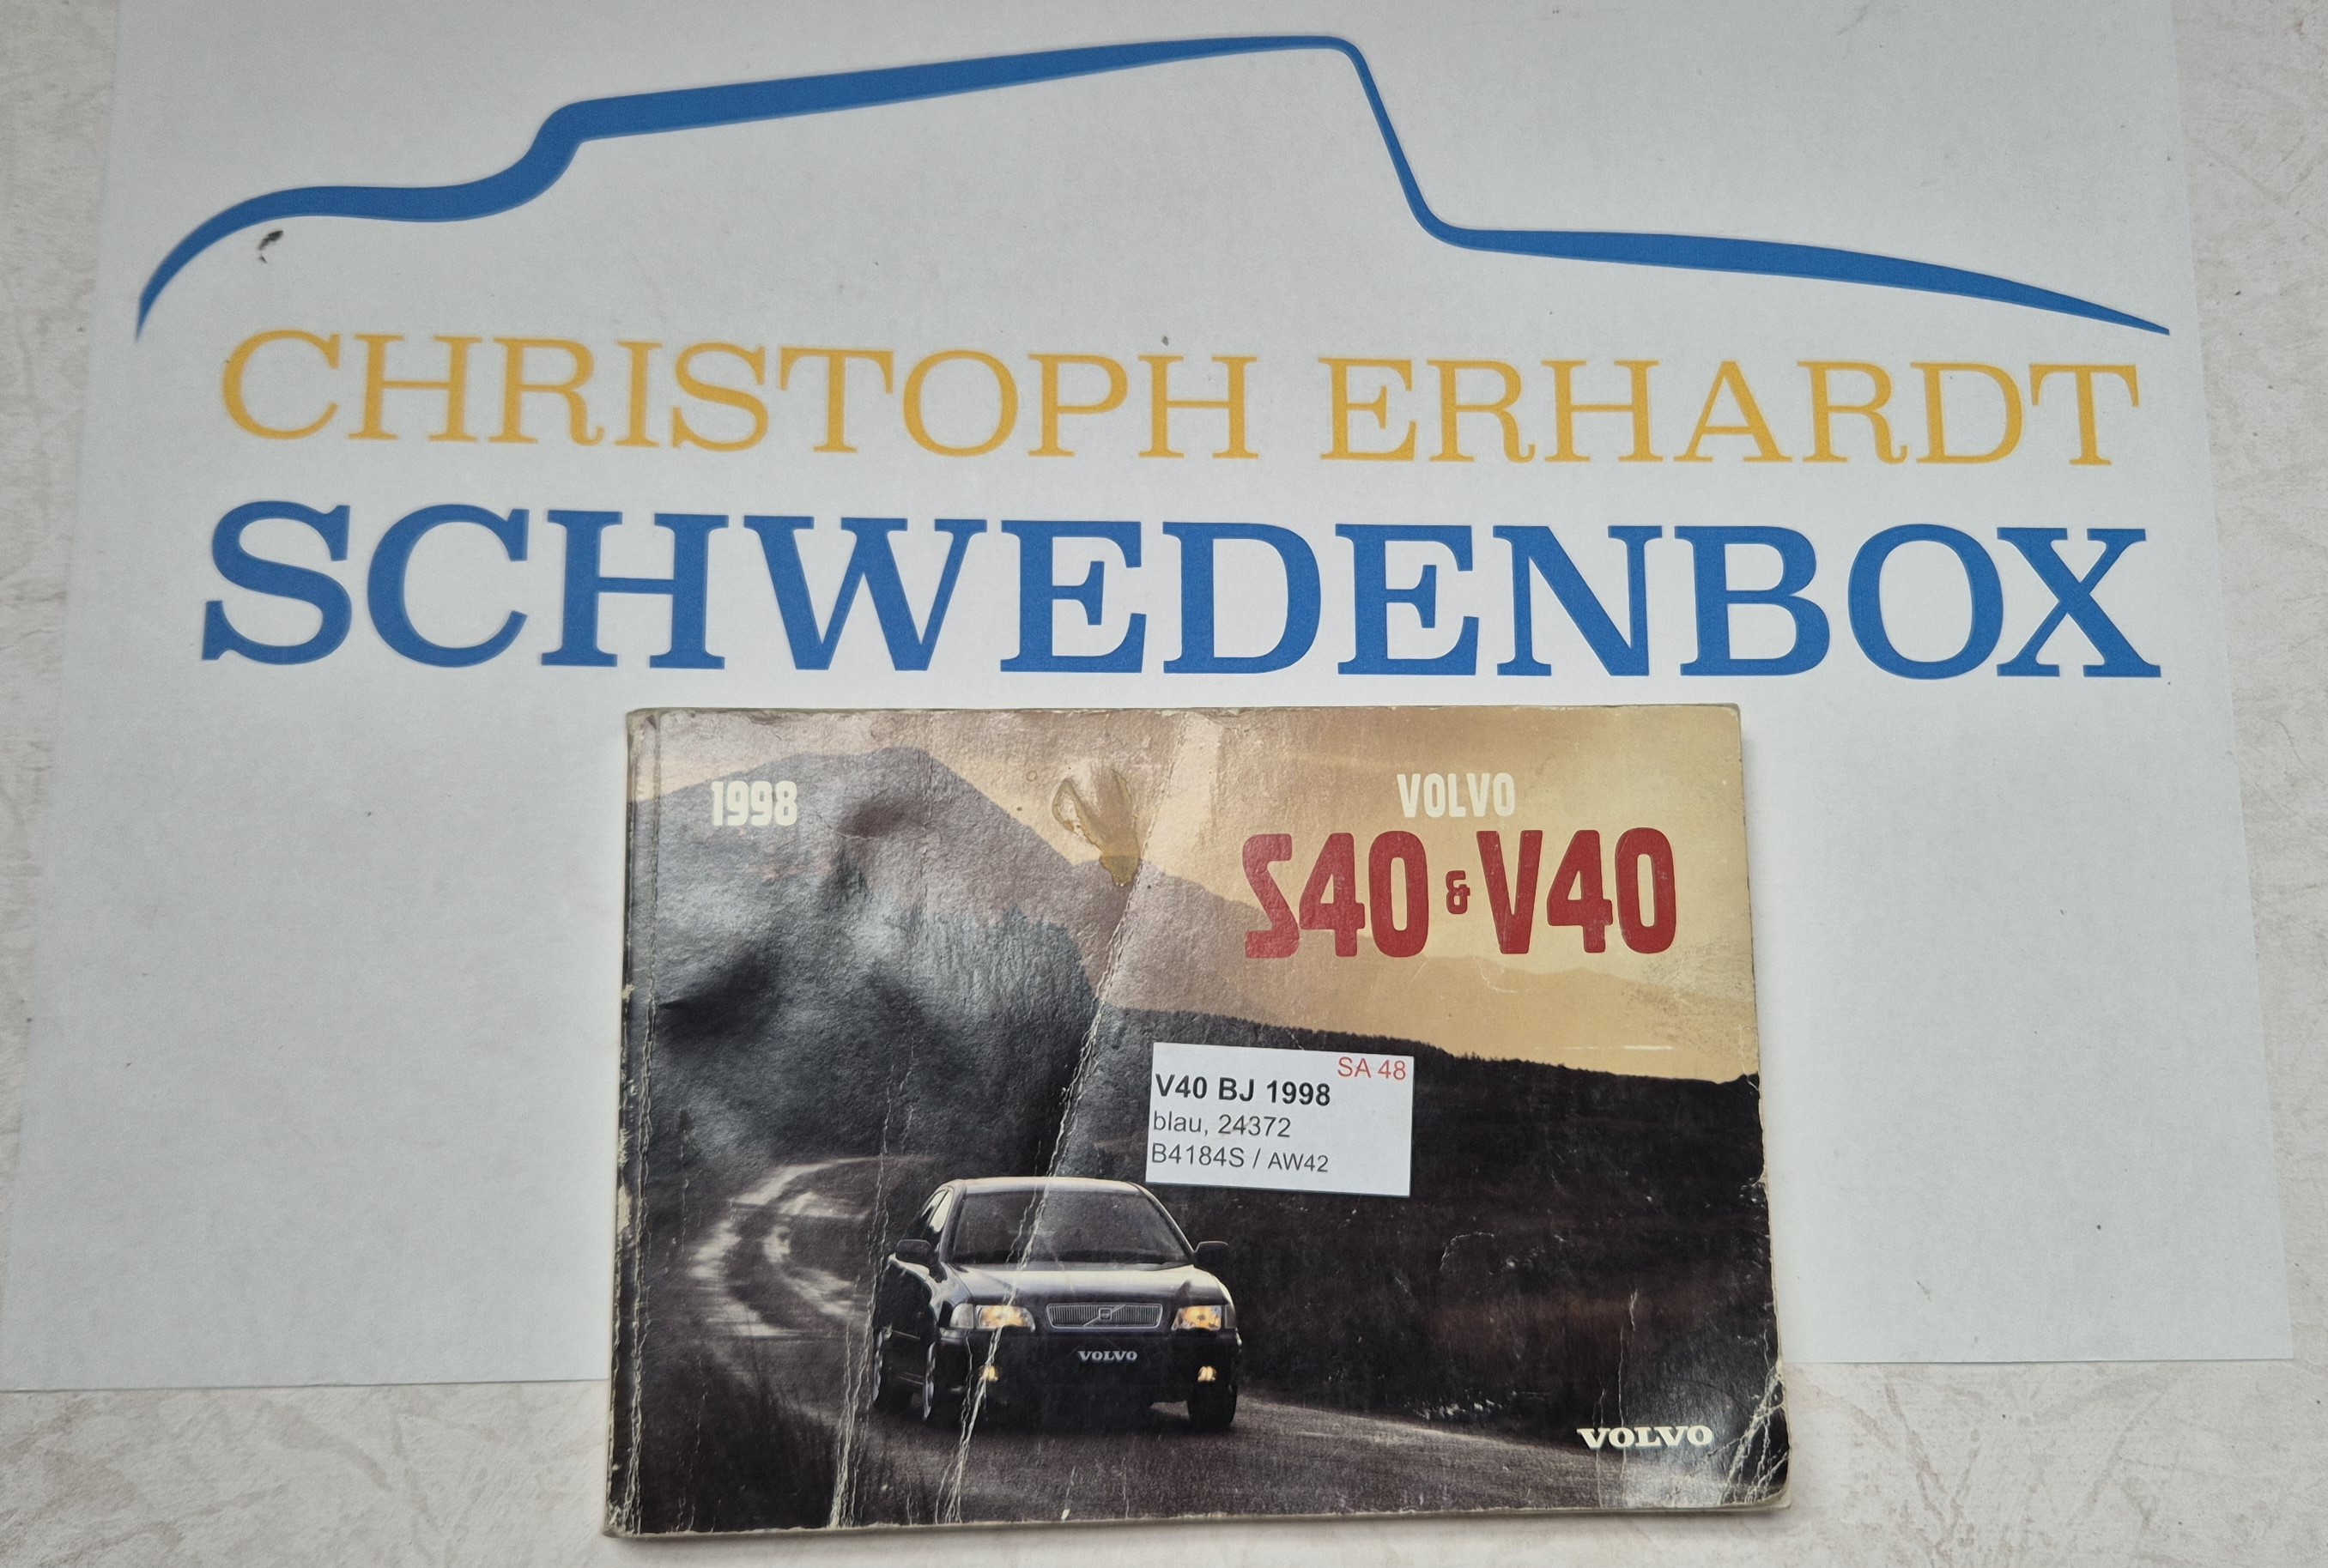 CHRISTOPH ERHARDT
SCHWEDENBOX
1998
VOLVO
S40 & V40
SA 48
V40 BJ 1998
blau, 24372
B4184S / AW42
VOLVO
VOLVO